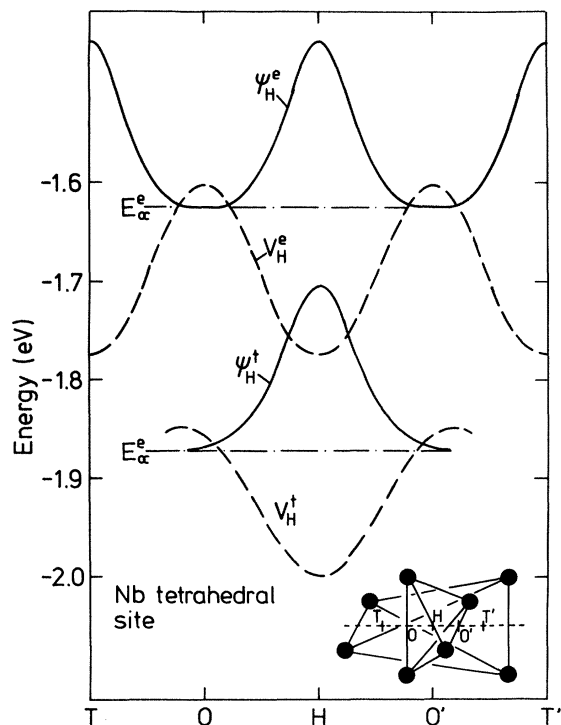 ψ_H^e
-1.6
E_α^e
V_H^e
-1.7
ψ_H^t
-1.8
E_α^e
V_H^t
-1.9
-2.0
Energy (eV)
Nb tetrahedral
site
T O H O' T'
T O H O' T'